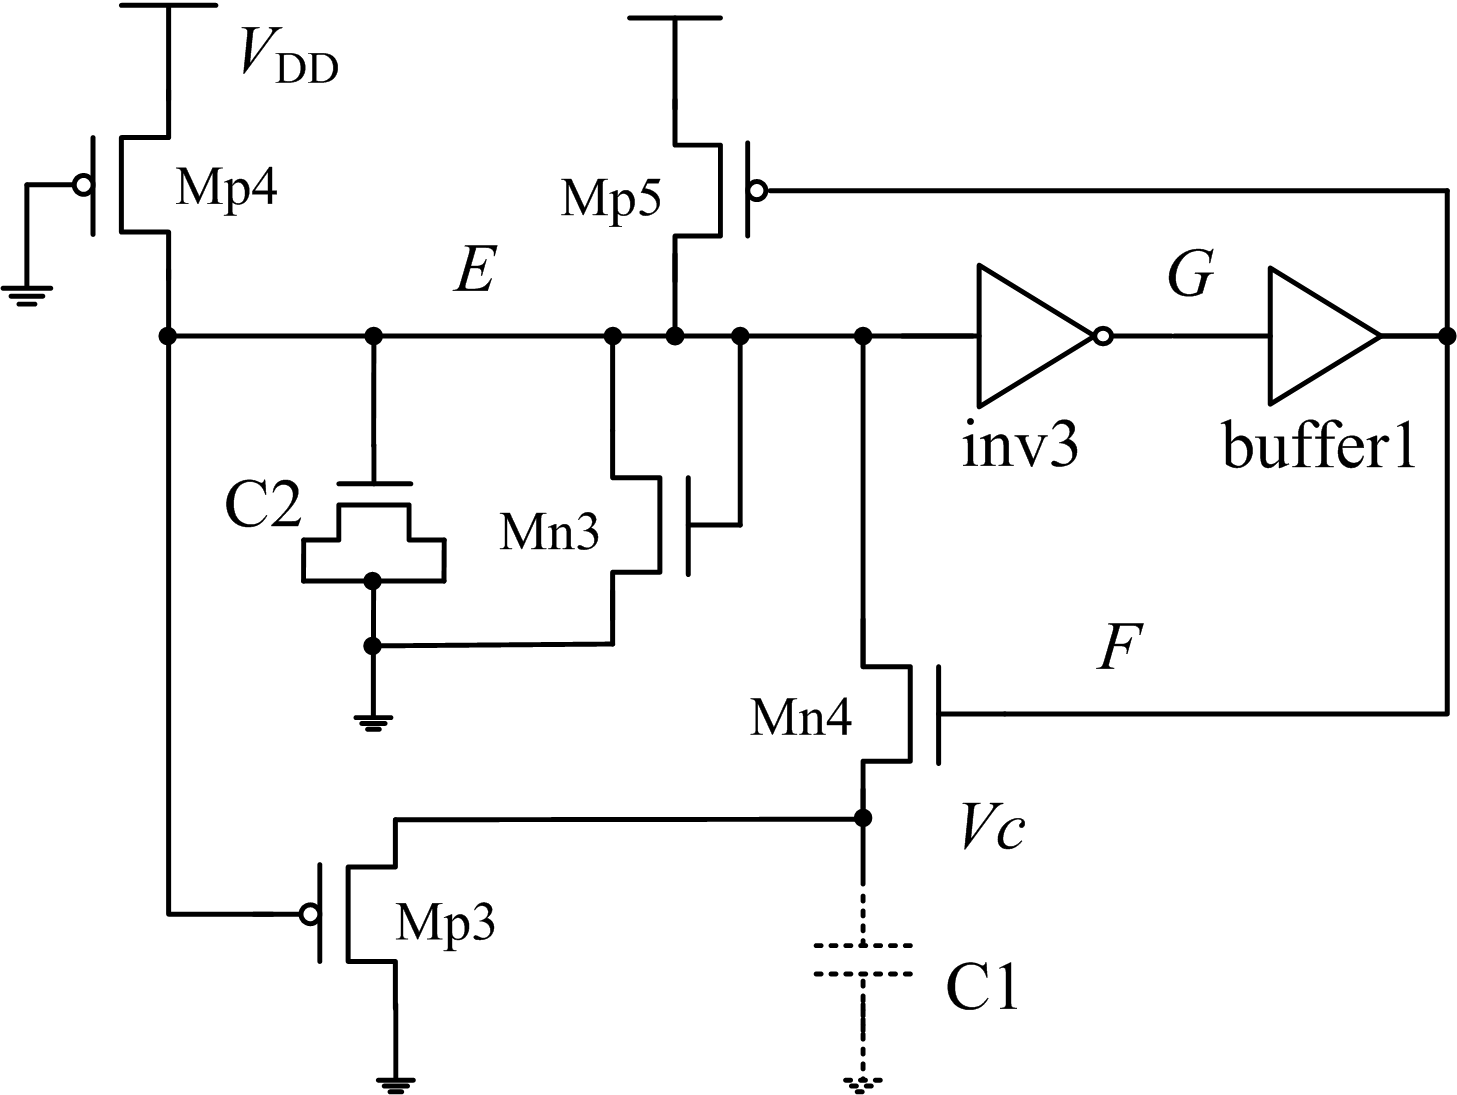 VDD
Mp4
Mp5
E
G
inv3
buffer1
C2
Mn3
F
Mn4
Vc
Mp3
C1